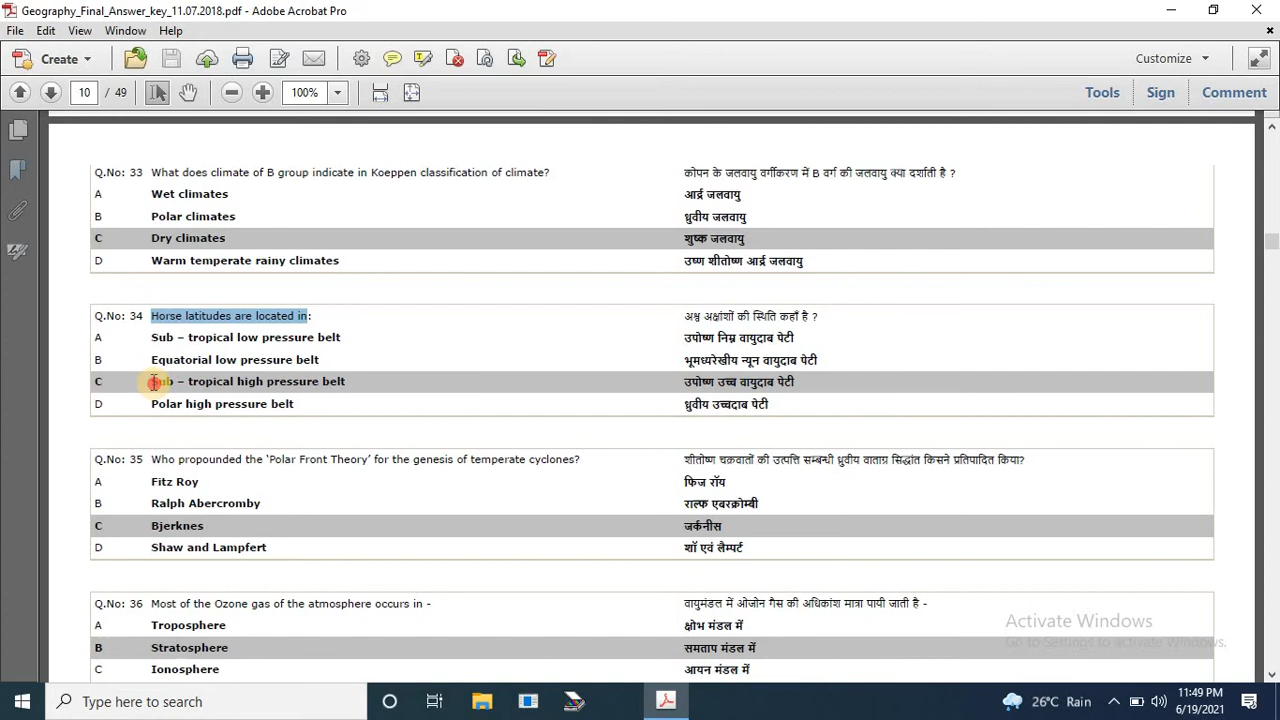 Geography_Final_Answer_key_11.07.2018.pdf - Adobe Acrobat Pro
File Edit View Window Help
Create
Customize
10 / 49
100%
Tools Sign Comment
Q.No: 33 What does climate of B group indicate in Koeppen classification of climate? कोपन के जलवायु वर्गीकरण में B वर्ग की जलवायु क्या दर्शाती है ?
A Wet climates आर्द्र जलवायु
B Polar climates ध्रुवीय जलवायु
C Dry climates शुष्क जलवायु
D Warm temperate rainy climates उष्ण शीतोष्ण आर्द्र जलवायु
Q.No: 34 Horse latitudes are located in: अश्व अक्षांशों की स्थिति कहाँ है ?
A Sub – tropical low pressure belt उपोष्ण निम्न वायुदाब पेटी
B Equatorial low pressure belt भूमध्यरेखीय न्यून वायुदाब पेटी
C Sub – tropical high pressure belt उपोष्ण उच्च वायुदाब पेटी
D Polar high pressure belt ध्रुवीय उच्चदाब पेटी
Q.No: 35 Who propounded the ‘Polar Front Theory’ for the genesis of temperate cyclones? शीतोष्ण चक्रवातों की उत्पत्ति सम्बन्धी ध्रुवीय वाताग्र सिद्धांत किसने प्रतिपादित किया?
A Fitz Roy फिज रॉय
B Ralph Abercromby राल्फ एबरक्रोम्बी
C Bjerknes जर्कनीस
D Shaw and Lampfert शॉ एवं लैम्पर्ट
Q.No: 36 Most of the Ozone gas of the atmosphere occurs in - वायुमंडल में ओजोन गैस की अधिकांश मात्रा पायी जाती है -
A Troposphere क्षोभ मंडल में
B Stratosphere समताप मंडल में
C Ionosphere आयन मंडल में
Activate Windows
Go to Settings to activate Windows.
Type here to search
26°C Rain
11:49 PM
6/19/2021